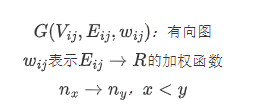 G(V_{ij}, E_{ij}, w_{ij})：有向图
w_{ij}表示E_{ij} → R的加权函数
n_x → n_y，x < y